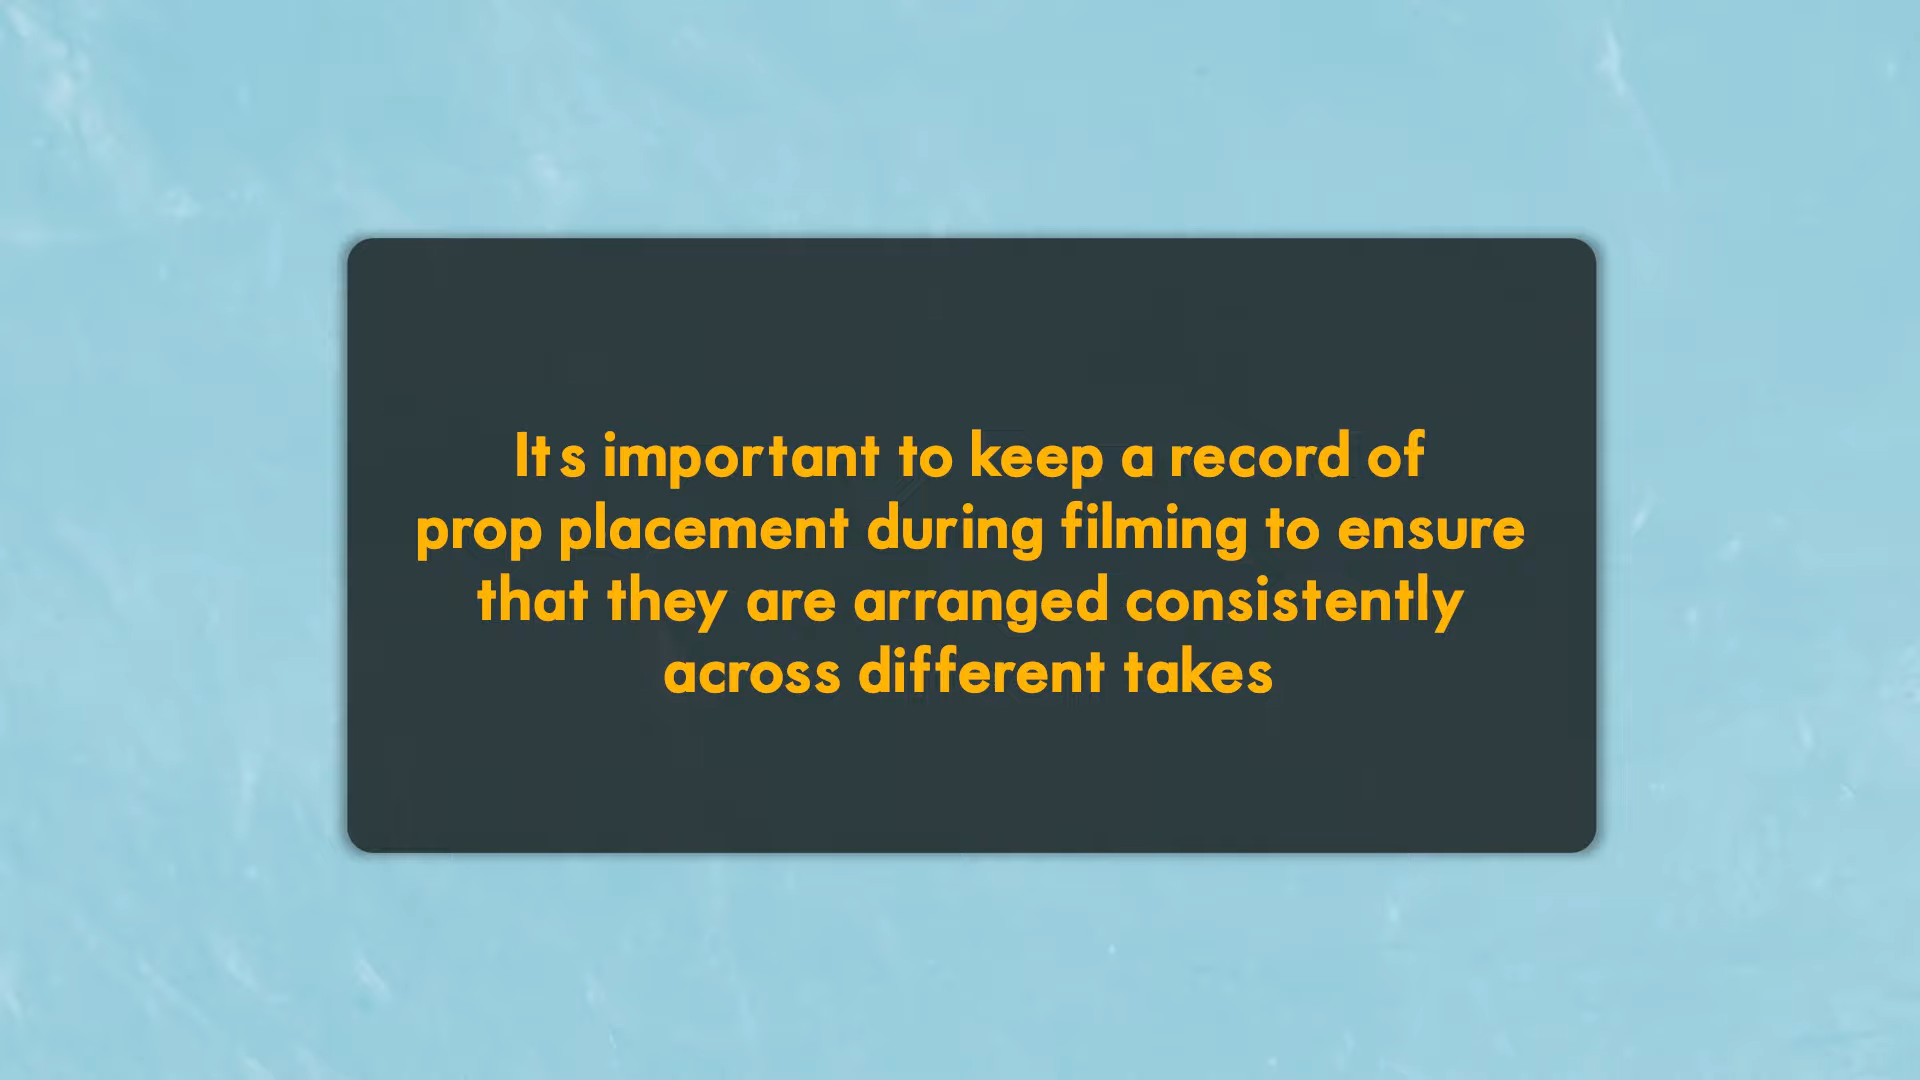 Its important to keep a record of
prop placement during filming to ensure
that they are arranged consistently
across different takes